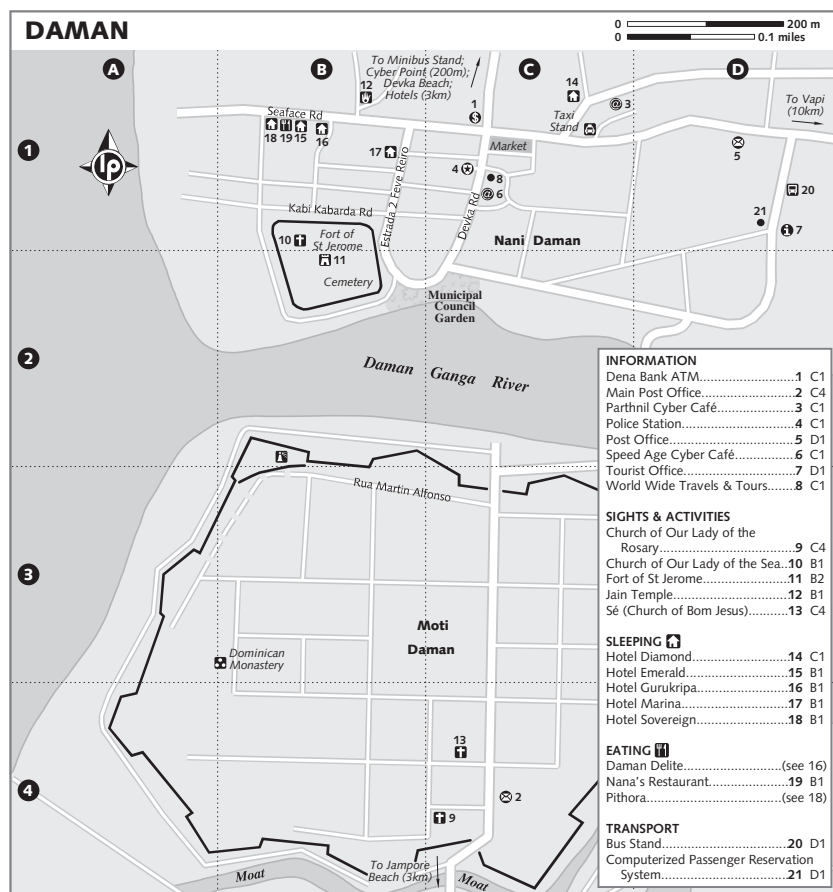 DAMAN
0 200 m
0 0.1 miles
A
B
C
D
To Minibus Stand;
Cyber Point (200m);
Devka Beach;
Hotels (3km)
12
1
14
3
Taxi
Stand
To Vapi
(10km)
Seaface Rd
18 19 15 16
17
Market
4
8
6
5
20
21
7
1
Kabi Kabarda Rd
Estrada 2 Feve Reiro
Devka Rd
Nani Daman
10
Fort of
St Jerome
11
Cemetery
Municipal
Council
Garden
2
Daman Ganga River
Rua Martin Alfonso
3
Moti
Daman
Dominican
Monastery
13
4
2
9
To Jampore
Beach (3km)
Moat
Moat
lp
INFORMATION
Dena Bank ATM..............................1 C1
Main Post Office............................2 C4
Parthnil Cyber Café.......................3 C1
Police Station.................................4 C1
Post Office.....................................5 D1
Speed Age Cyber Café...................6 C1
Tourist Office.................................7 D1
World Wide Travels & Tours..........8 C1
SIGHTS & ACTIVITIES
Church of Our Lady of the
Rosary........................................9 C4
Church of Our Lady of the Sea..10 B1
Fort of St Jerome.........................11 B2
Jain Temple..................................12 B1
Sé (Church of Bom Jesus)............13 C4
SLEEPING
Hotel Diamond............................14 C1
Hotel Emerald..............................15 B1
Hotel Gurukripa...........................16 B1
Hotel Marina................................17 B1
Hotel Sovereign............................18 B1
EATING
Daman Delite..........................(see 16)
Nana's Restaurant........................19 B1
Pithora....................................(see 18)
TRANSPORT
Bus Stand.....................................20 D1
Computerized Passenger Reservation
System.....................................21 D1